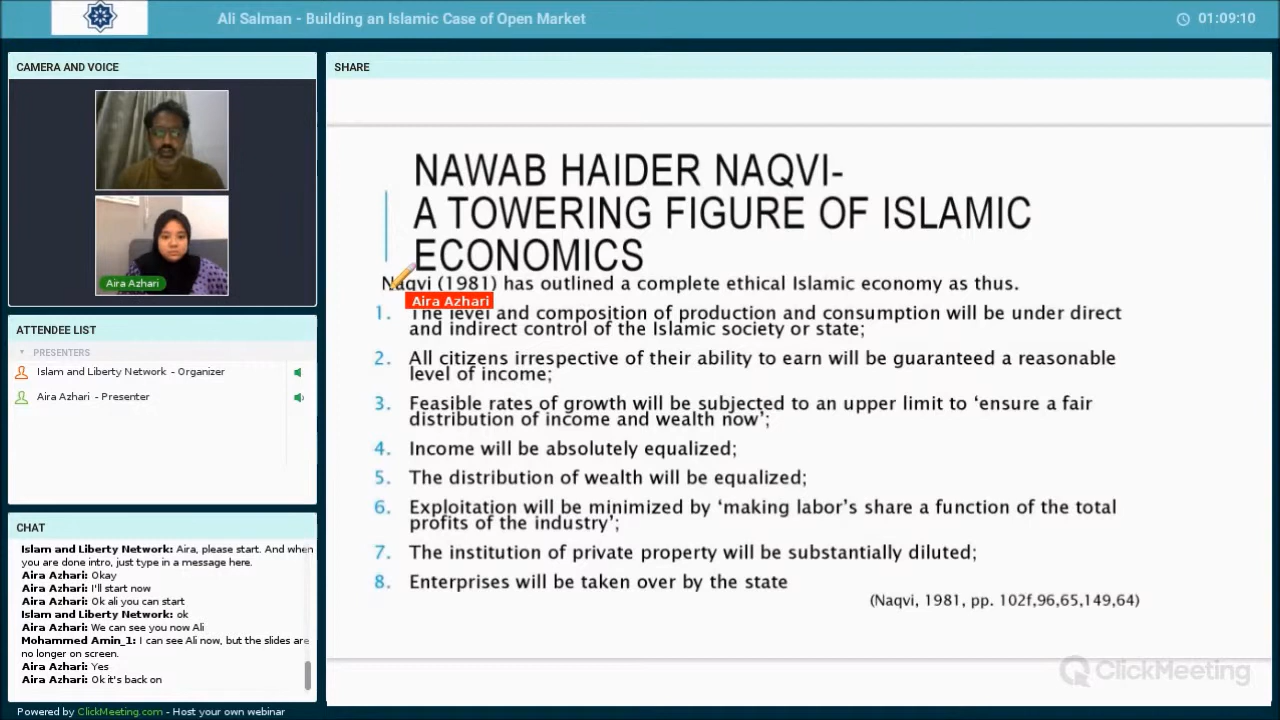 Ali Salman - Building an Islamic Case of Open Market
01:09:10
CAMERA AND VOICE
Aira Azhari
ATTENDEE LIST
PRESENTERS
Islam and Liberty Network - Organizer
Aira Azhari - Presenter
CHAT
Islam and Liberty Network: Aira, please start. And when
you are done intro, just type in a message here.
Aira Azhari: Okay
Aira Azhari: I'll start now
Aira Azhari: Ok ali you can start
Islam and Liberty Network: ok
Aira Azhari: We can see you now Ali
Mohammed Amin_1: I can see Ali now, but the slides are
no longer on screen.
Aira Azhari: Yes
Aira Azhari: Ok it's back on
Powered by ClickMeeting.com - Host your own webinar
SHARE
NAWAB HAIDER NAQVI-
A TOWERING FIGURE OF ISLAMIC
ECONOMICS
Naqvi (1981) has outlined a complete ethical Islamic economy as thus.
Aira Azhari
1. The level and composition of production and consumption will be under direct
and indirect control of the Islamic society or state;
2. All citizens irrespective of their ability to earn will be guaranteed a reasonable
level of income;
3. Feasible rates of growth will be subjected to an upper limit to ‘ensure a fair
distribution of income and wealth now’;
4. Income will be absolutely equalized;
5. The distribution of wealth will be equalized;
6. Exploitation will be minimized by ‘making labor’s share a function of the total
profits of the industry’;
7. The institution of private property will be substantially diluted;
8. Enterprises will be taken over by the state
(Naqvi, 1981, pp. 102f,96,65,149,64)
ClickMeeting